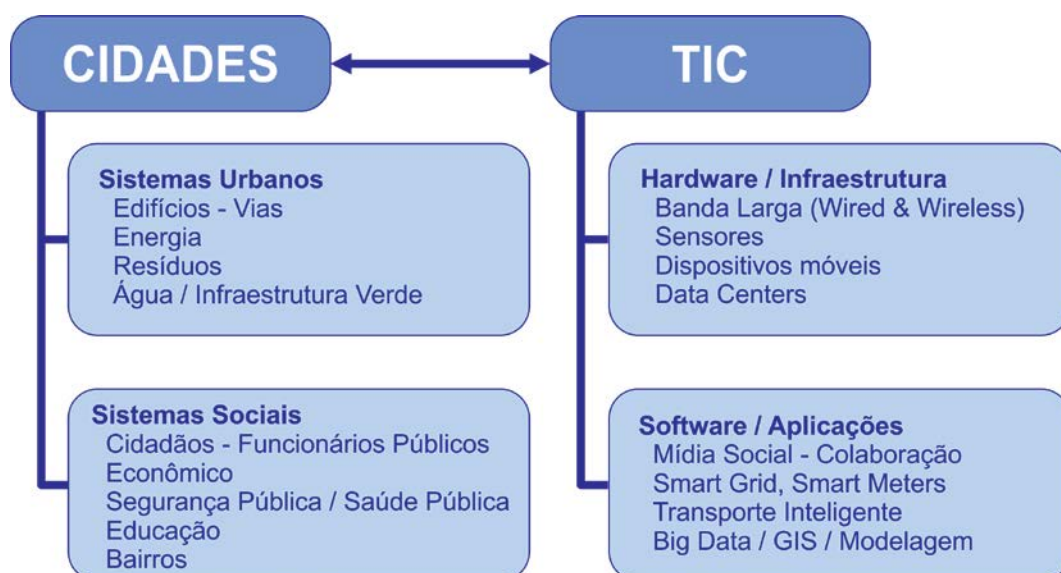 CIDADES
TIC
Sistemas Urbanos
Edifícios - Vias
Energia
Resíduos
Água / Infraestrutura Verde
Hardware / Infraestrutura
Banda Larga (Wired & Wireless)
Sensores
Dispositivos móveis
Data Centers
Sistemas Sociais
Cidadãos - Funcionários Públicos
Econômico
Segurança Pública / Saúde Pública
Educação
Bairros
Software / Aplicações
Mídia Social - Colaboração
Smart Grid, Smart Meters
Transporte Inteligente
Big Data / GIS / Modelagem